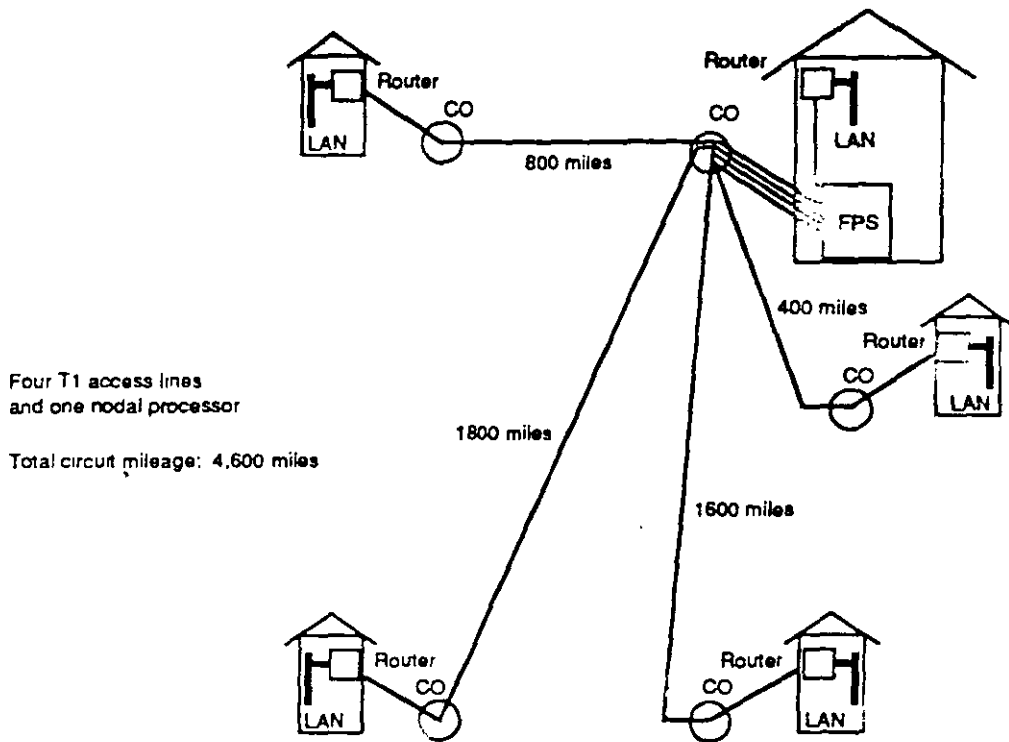 Router
LAN
CO
800 miles
CO
Router
LAN
FPS
400 miles
Router
CO
LAN
Four T1 access lines
and one nodal processor
Total circuit mileage: 4,600 miles
1800 miles
1600 miles
Router
CO
LAN
Router
CO
LAN